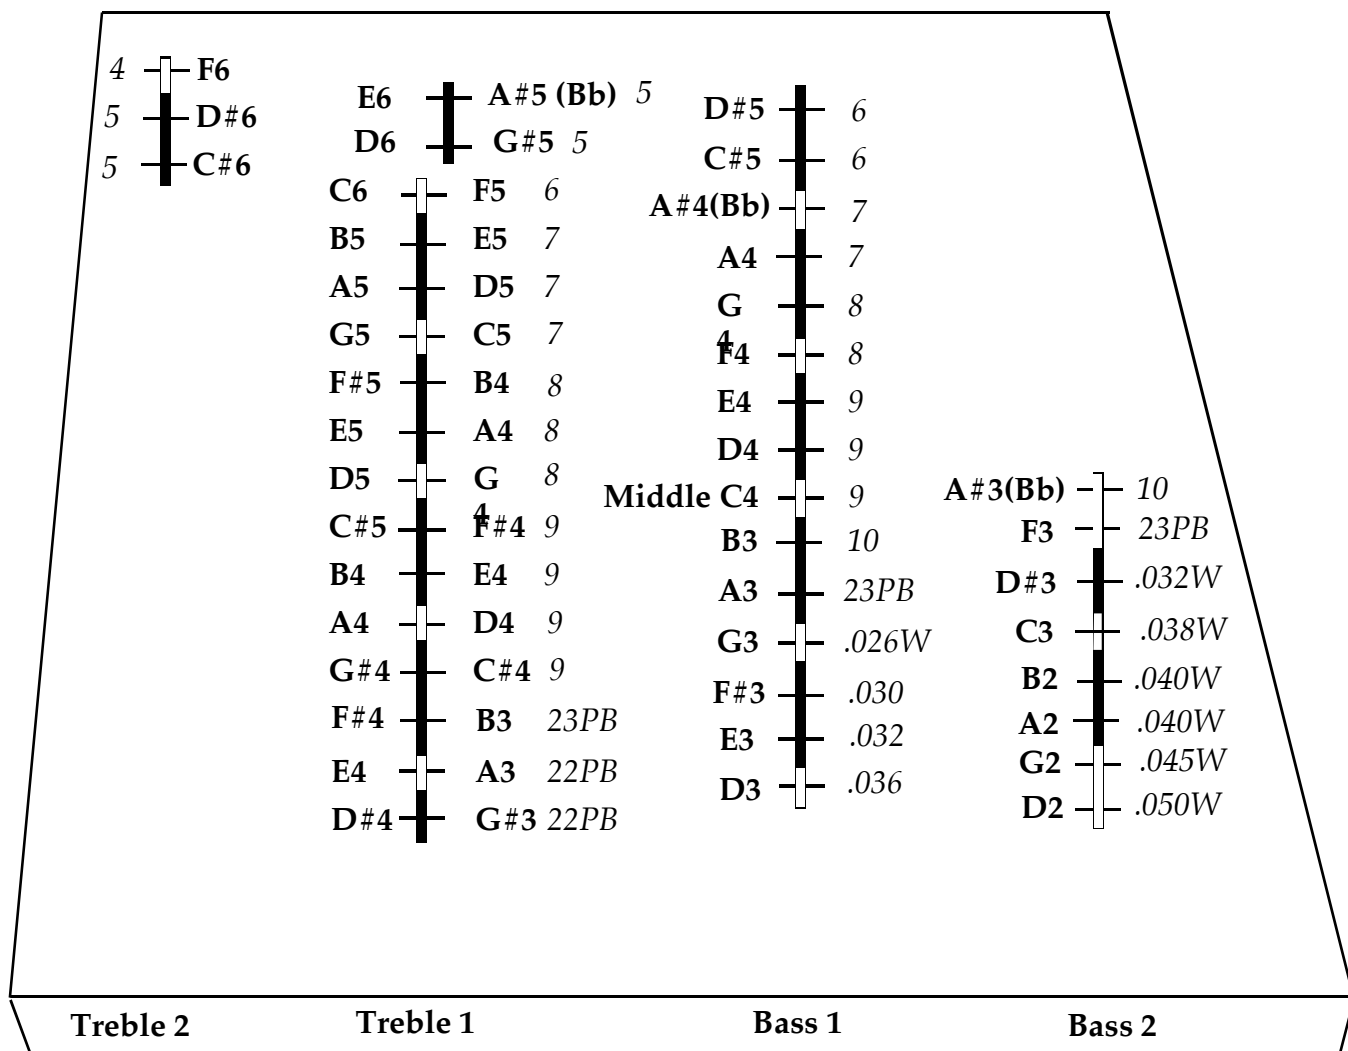 4 F6
5 D#6
5 C#6
E6 A#5 (Bb) 5
D6 G#5 5
C6 F5 6
B5 E5 7
A5 D5 7
G5 C5 7
F#5 B4 8
E5 A4 8
D5 G 8
4
C#5 F#4 9
B4 E4 9
A4 D4 9
G#4 C#4 9
F#4 B3 23PB
E4 A3 22PB
D#4 G#3 22PB
D#5 6
C#5 6
A#4(Bb) 7
A4 7
G 8
4
F4 8
E4 9
D4 9
Middle C4 9
B3 10
A3 23PB
G3 .026W
F#3 .030
E3 .032
D3 .036
A#3(Bb) 10
F3 23PB
D#3 .032W
C3 .038W
B2 .040W
A2 .040W
G2 .045W
D2 .050W
Treble 2 Treble 1 Bass 1 Bass 2